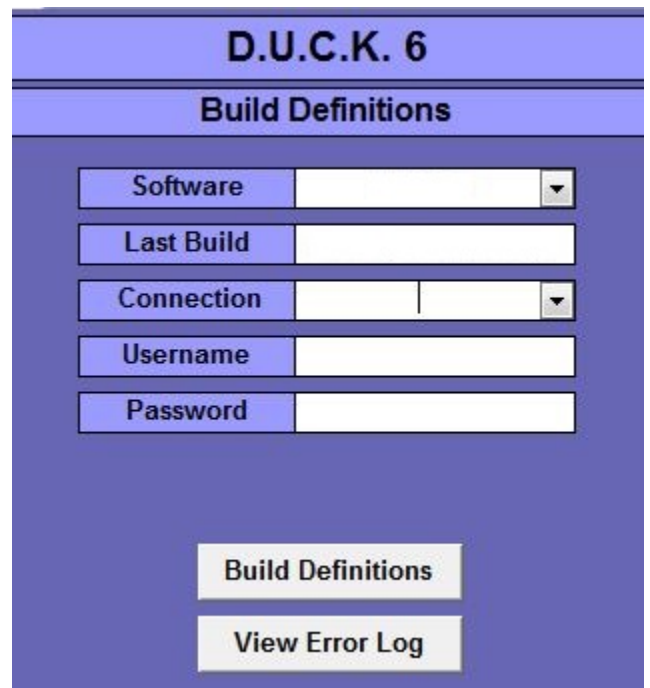 D.U.C.K. 6
Build Definitions
Software
Last Build
Connection
Username
Password
Build Definitions
View Error Log